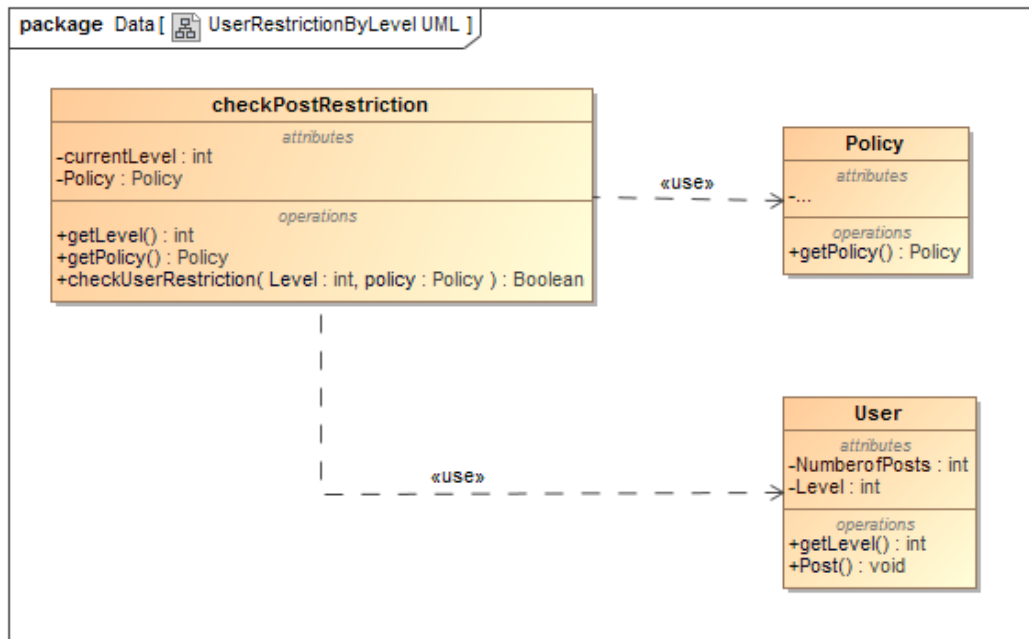 package Data [ UserRestrictionByLevel UML ]
checkPostRestriction
attributes
-currentLevel : int
-Policy : Policy
operations
+getLevel() : int
+getPolicy() : Policy
+checkUserRestriction( Level : int, policy : Policy ) : Boolean
«use»
Policy
attributes
-...
operations
+getPolicy() : Policy
«use»
User
attributes
-NumberofPosts : int
-Level : int
operations
+getLevel() : int
+Post() : void